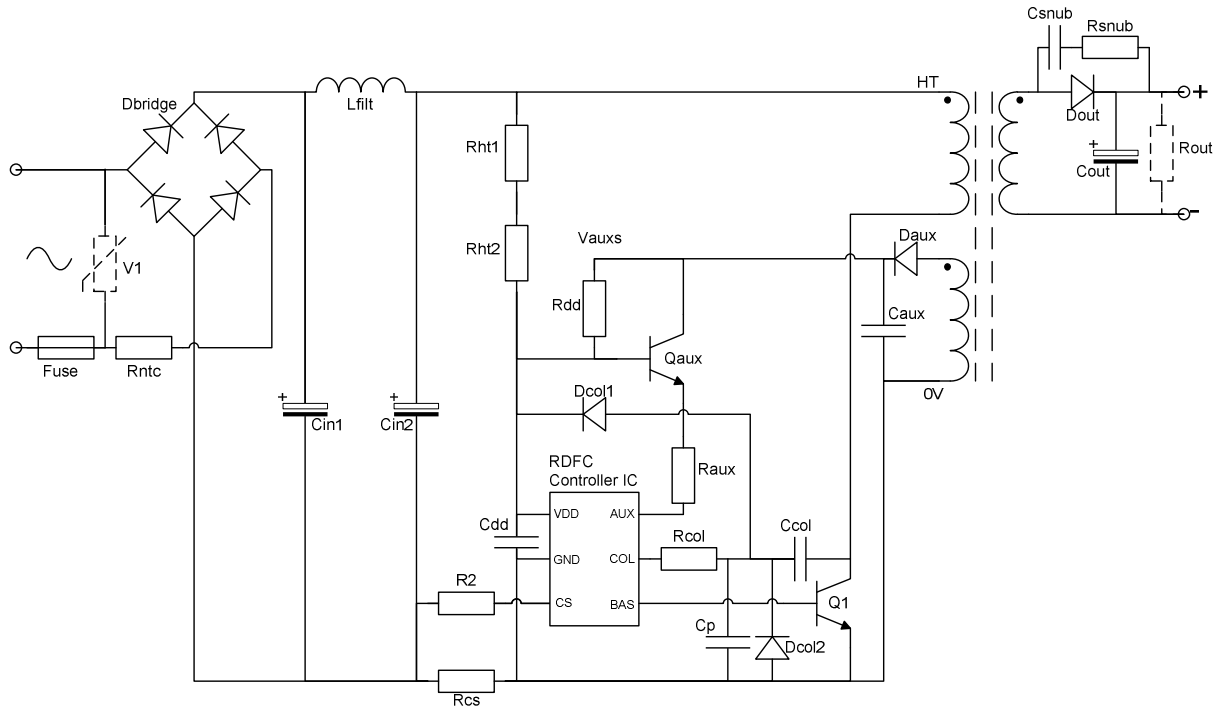 Csnub
Rsnub
HT
+
Dbridge
Lfilt
Dout
+
Cout
Rout
-
Rht1
Rht2
Vauxs
Daux
V1
Rdd
Caux
Qaux
Fuse
Rntc
Dcol1
0V
+
Cin1
+
Cin2
RDFC
Controller IC
Raux
VDD
AUX
Cdd
Rcol
Ccol
GND
COL
R2
CS
BAS
Q1
Cp
Dcol2
Rcs